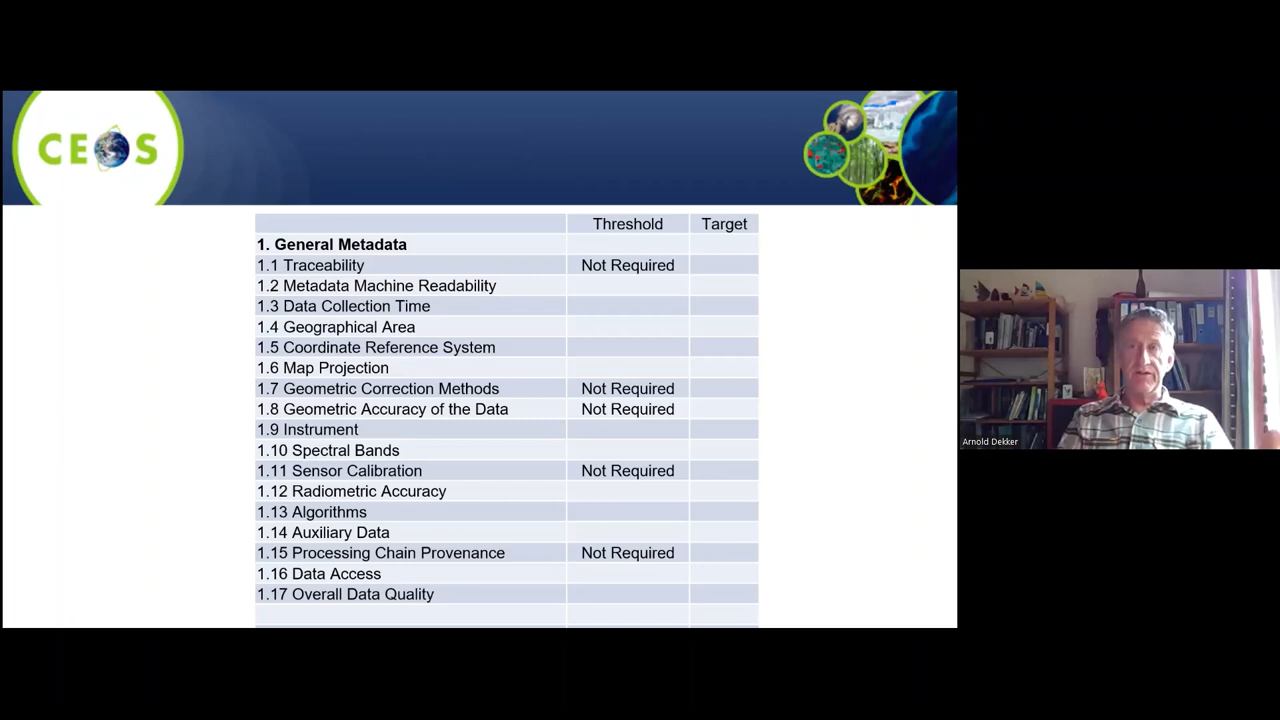 CEOS
Threshold Target
1. General Metadata
1.1 Traceability Not Required
1.2 Metadata Machine Readability
1.3 Data Collection Time
1.4 Geographical Area
1.5 Coordinate Reference System
1.6 Map Projection
1.7 Geometric Correction Methods Not Required
1.8 Geometric Accuracy of the Data Not Required
1.9 Instrument
1.10 Spectral Bands
1.11 Sensor Calibration Not Required
1.12 Radiometric Accuracy
1.13 Algorithms
1.14 Auxiliary Data
1.15 Processing Chain Provenance Not Required
1.16 Data Access
1.17 Overall Data Quality
Arnold Dekker